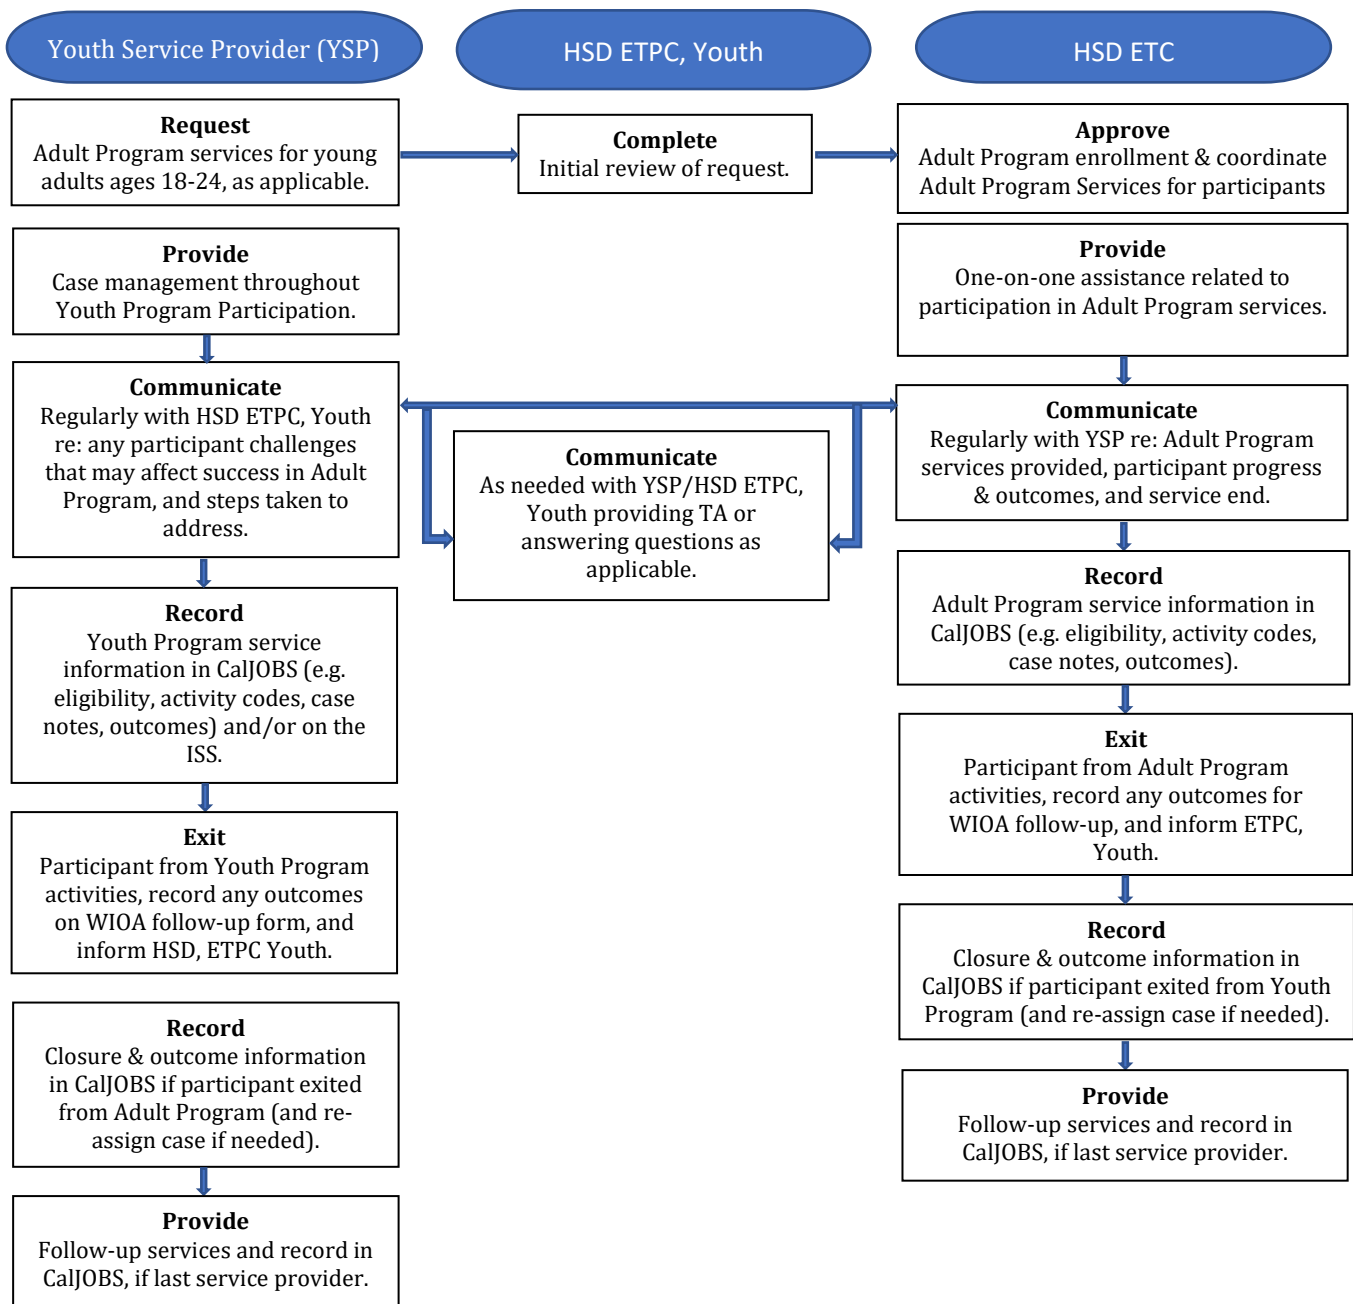 Youth Service Provider (YSP)
HSD ETPC, Youth
HSD ETC
Request
Adult Program services for young
adults ages 18-24, as applicable.
Complete
Initial review of request.
Approve
Adult Program enrollment & coordinate
Adult Program Services for participants
Provide
Case management throughout
Youth Program Participation.
Provide
One-on-one assistance related to
participation in Adult Program services.
Communicate
Regularly with HSD ETPC, Youth
re: any participant challenges
that may affect success in Adult
Program, and steps taken to
address.
Communicate
As needed with YSP/HSD ETPC,
Youth providing TA or
answering questions as
applicable.
Communicate
Regularly with YSP re: Adult Program
services provided, participant progress
& outcomes, and service end.
Record
Youth Program service
information in CalJOBS (e.g.
eligibility, activity codes, case
notes, outcomes) and/or on the
ISS.
Record
Adult Program service information in
CalJOBS (e.g. eligibility, activity codes,
case notes, outcomes).
Exit
Participant from Youth Program
activities, record any outcomes
on WIOA follow-up form, and
inform HSD, ETPC Youth.
Exit
Participant from Adult Program
activities, record any outcomes for
WIOA follow-up, and inform ETPC,
Youth.
Record
Closure & outcome information
in CalJOBS if participant exited
from Adult Program (and re-
assign case if needed).
Record
Closure & outcome information in
CalJOBS if participant exited from Youth
Program (and re-assign case if needed).
Provide
Follow-up services and record in
CalJOBS, if last service provider.
Provide
Follow-up services and record in
CalJOBS, if last service provider.